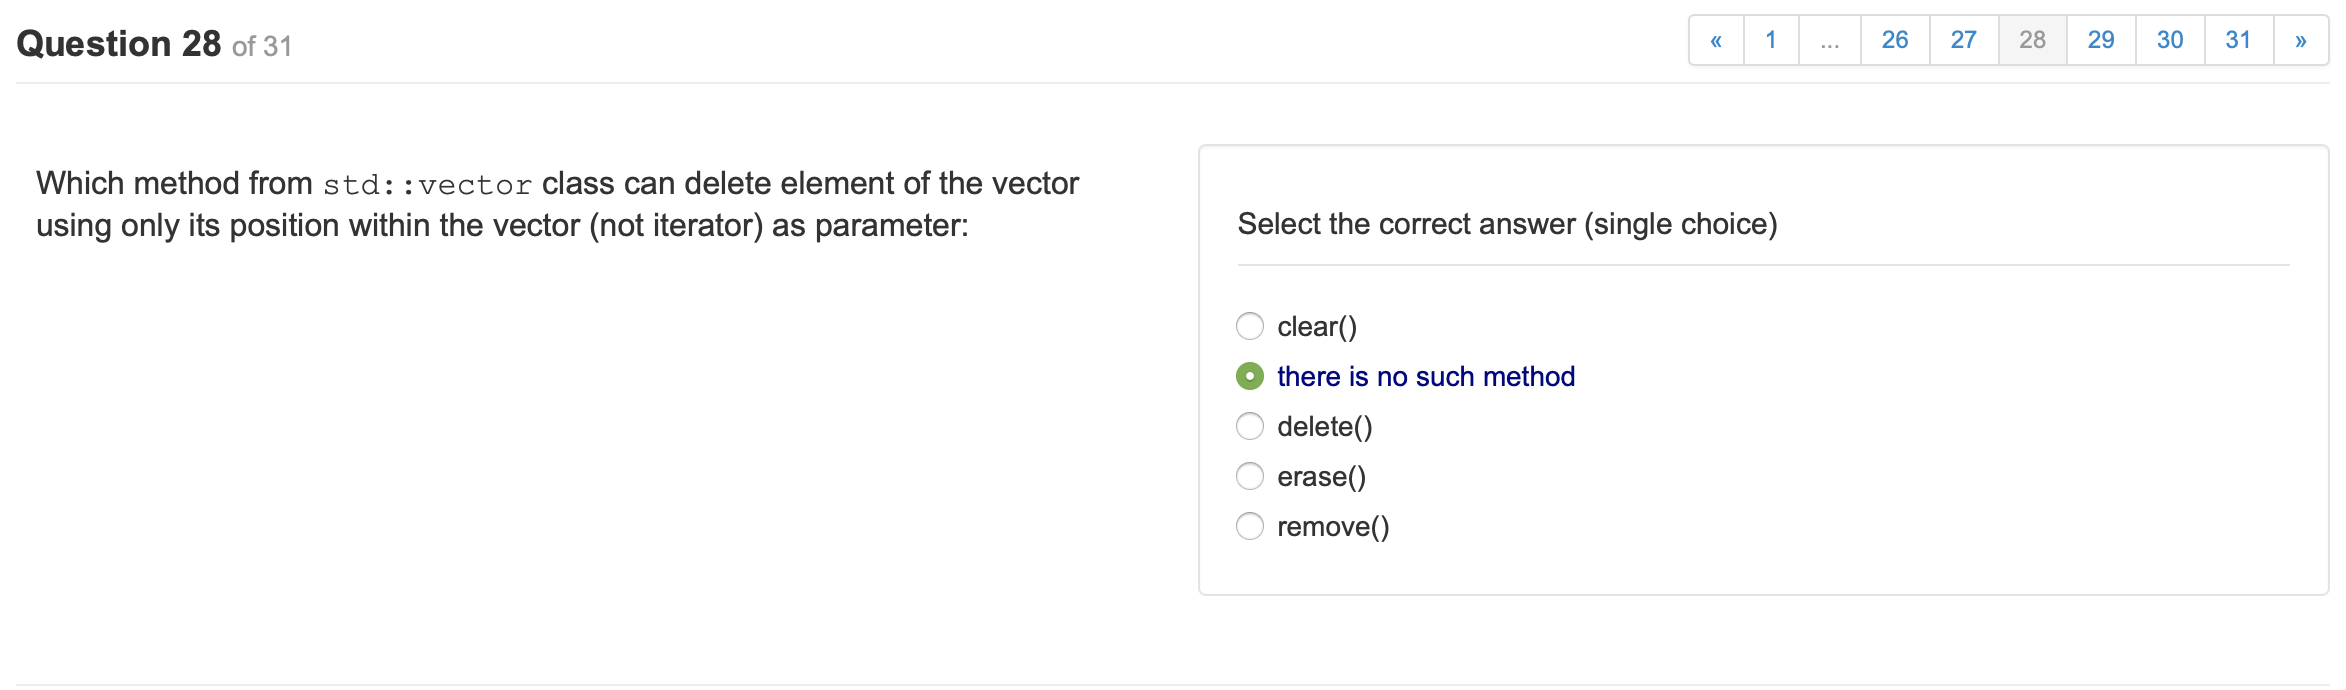 Question 28 of 31
« 1 ... 26 27 28 29 30 31 »
Which method from std::vector class can delete element of the vector
using only its position within the vector (not iterator) as parameter:
Select the correct answer (single choice)
clear()
there is no such method
delete()
erase()
remove()